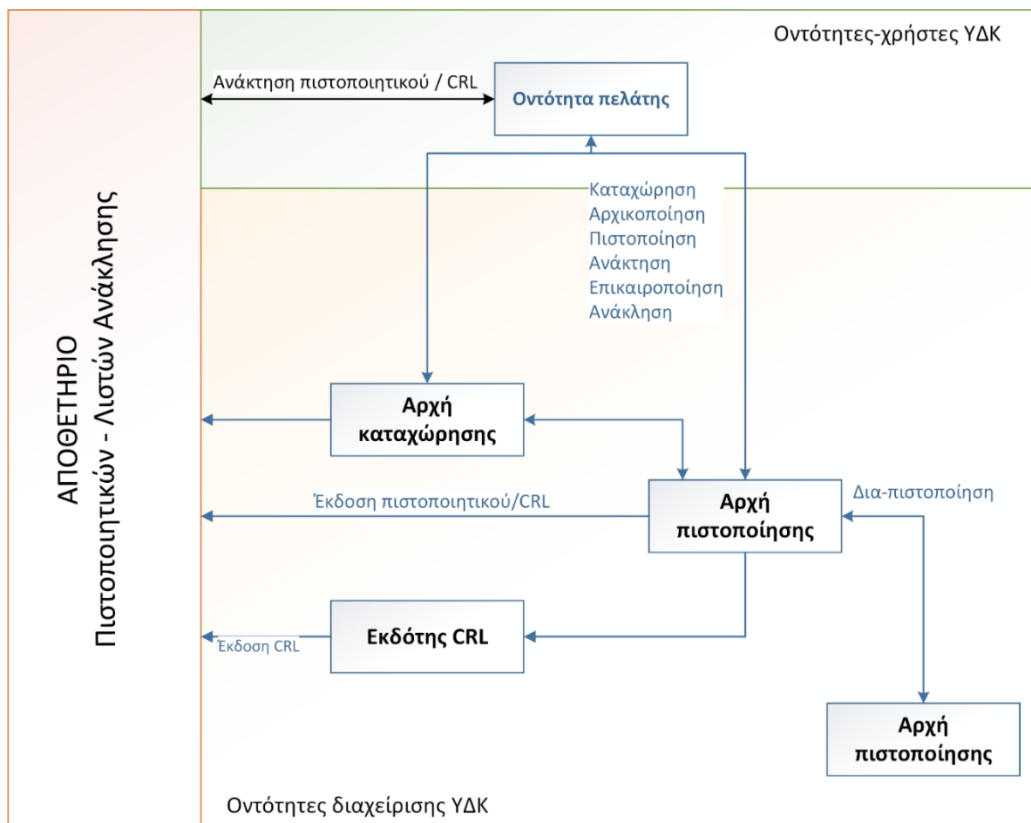 Οντότητες-χρήστες ΥΔΚ
Ανάκτηση πιστοποιητικού / CRL
Οντότητα πελάτης
Καταχώρηση
Αρχικοποίηση
Πιστοποίηση
Ανάκτηση
Επικαιροποίηση
Ανάκληση
ΑΠΟΘΕΤΗΡΙΟ
Πιστοποιητικών - Λιστών Ανάκλησης
Αρχή
καταχώρησης
Έκδοση πιστοποιητικού/CRL
Αρχή
πιστοποίησης
Δια-πιστοποίηση
Έκδοση CRL
Εκδότης CRL
Αρχή
πιστοποίησης
Οντότητες διαχείρισης ΥΔΚ